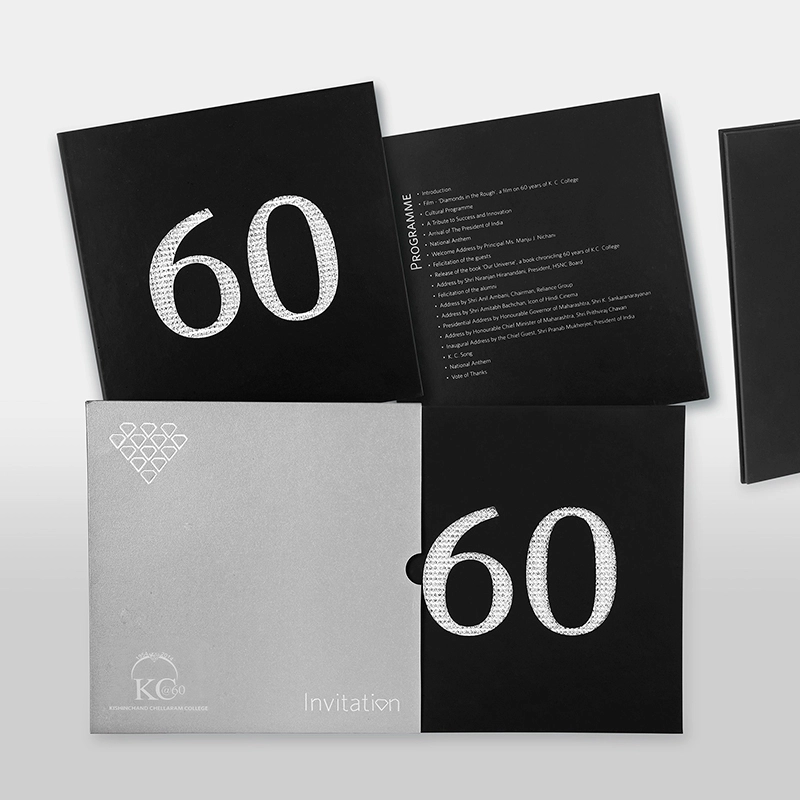 60
PROGRAMME
• Introduction
• Film - 'Diamonds in the Rough', a film on 60 years of K. C. College
• Cultural Programme
• A Tribute to Success and Innovation
• Arrival of The President of India
• National Anthem
• Welcome Address by Principal Ms. Manju J. Nichani
• Felicitation of the guests
• Release of the book 'Our Universe', a book chronicling 60 years of K.C. College
• Address by Shri Niranjan Hiranandani, President, HSNC Board
• Felicitation of the alumni
• Address by Shri Anil Ambani, Chairman, Reliance Group
• Address by Shri Amitabh Bachchan, Icon of Hindi Cinema
• Presidential Address by Honourable Governor of Maharashtra, Shri K. Sankaranarayanan
• Address by Honourable Chief Minister of Maharashtra, Shri Prithviraj Chavan
• Inaugural Address by the Chief Guest, Shri Pranab Mukherjee, President of India
• K. C. Song
• National Anthem
• Vote of Thanks
60
KC@60
KISHINCHAND CHELLARAM COLLEGE
Invitation